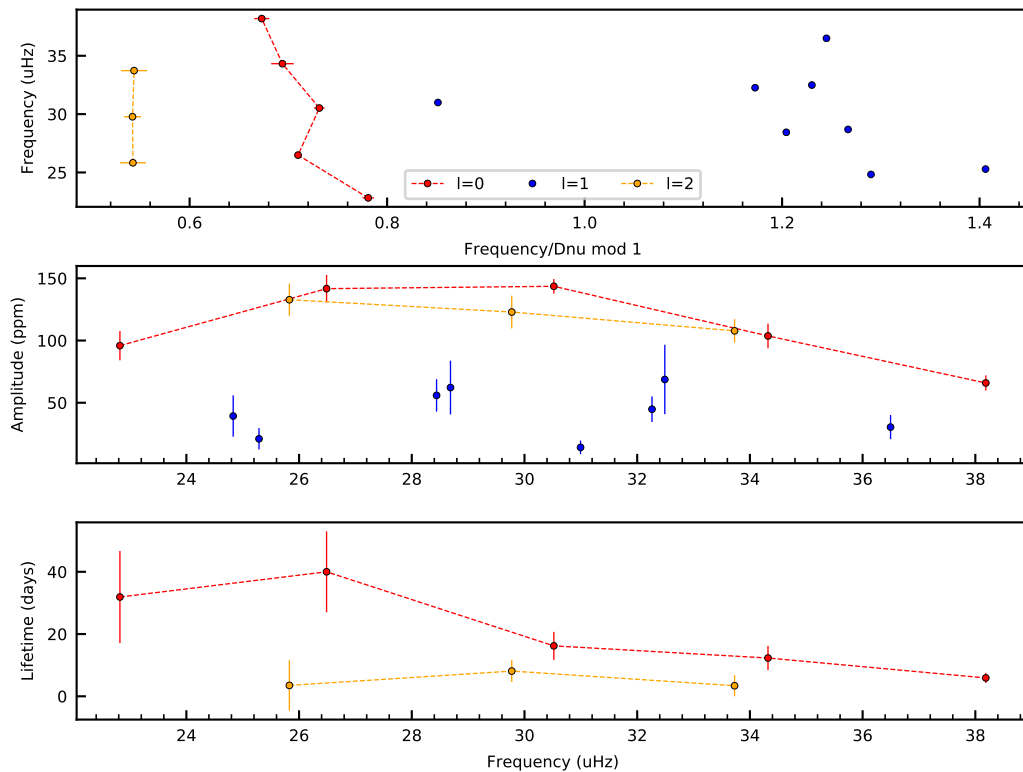 Frequency (uHz)
35
30
25
l=0 l=1 l=2
0.6 0.8 1.0 1.2 1.4
Frequency/Dnu mod 1
Amplitude (ppm)
150
100
50
24 26 28 30 32 34 36 38
Lifetime (days)
40
20
0
24 26 28 30 32 34 36 38
Frequency (uHz)